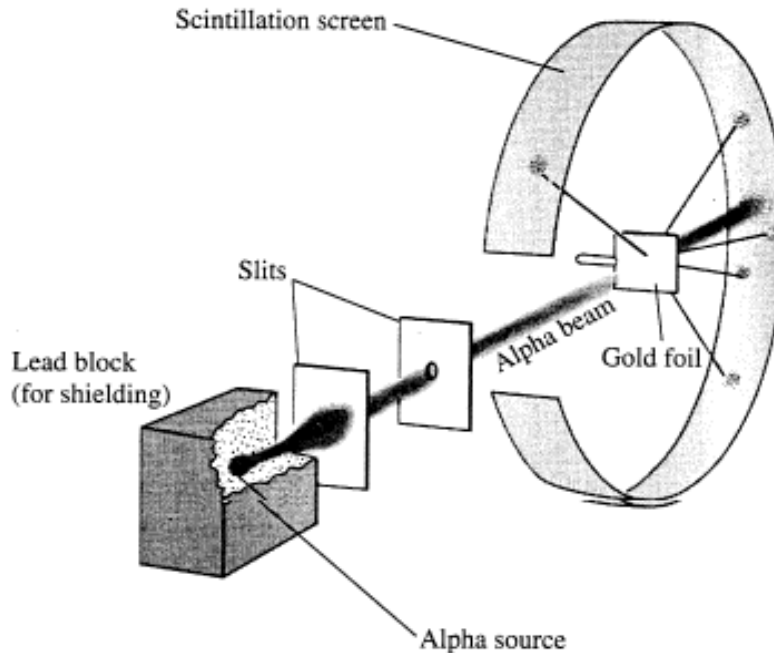 Scintillation screen
Slits
Alpha beam
Gold foil
Lead block
(for shielding)
Alpha source